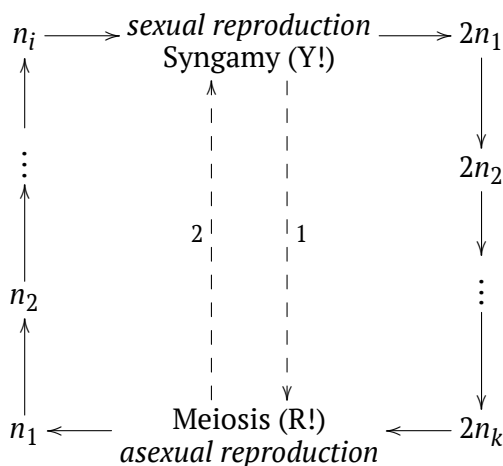 n_i
sexual reproduction
Syngamy (Y!)
2n_1
⋮
2n_2
2
1
n_2
⋮
n_1
Meiosis (R!)
asexual reproduction
2n_k